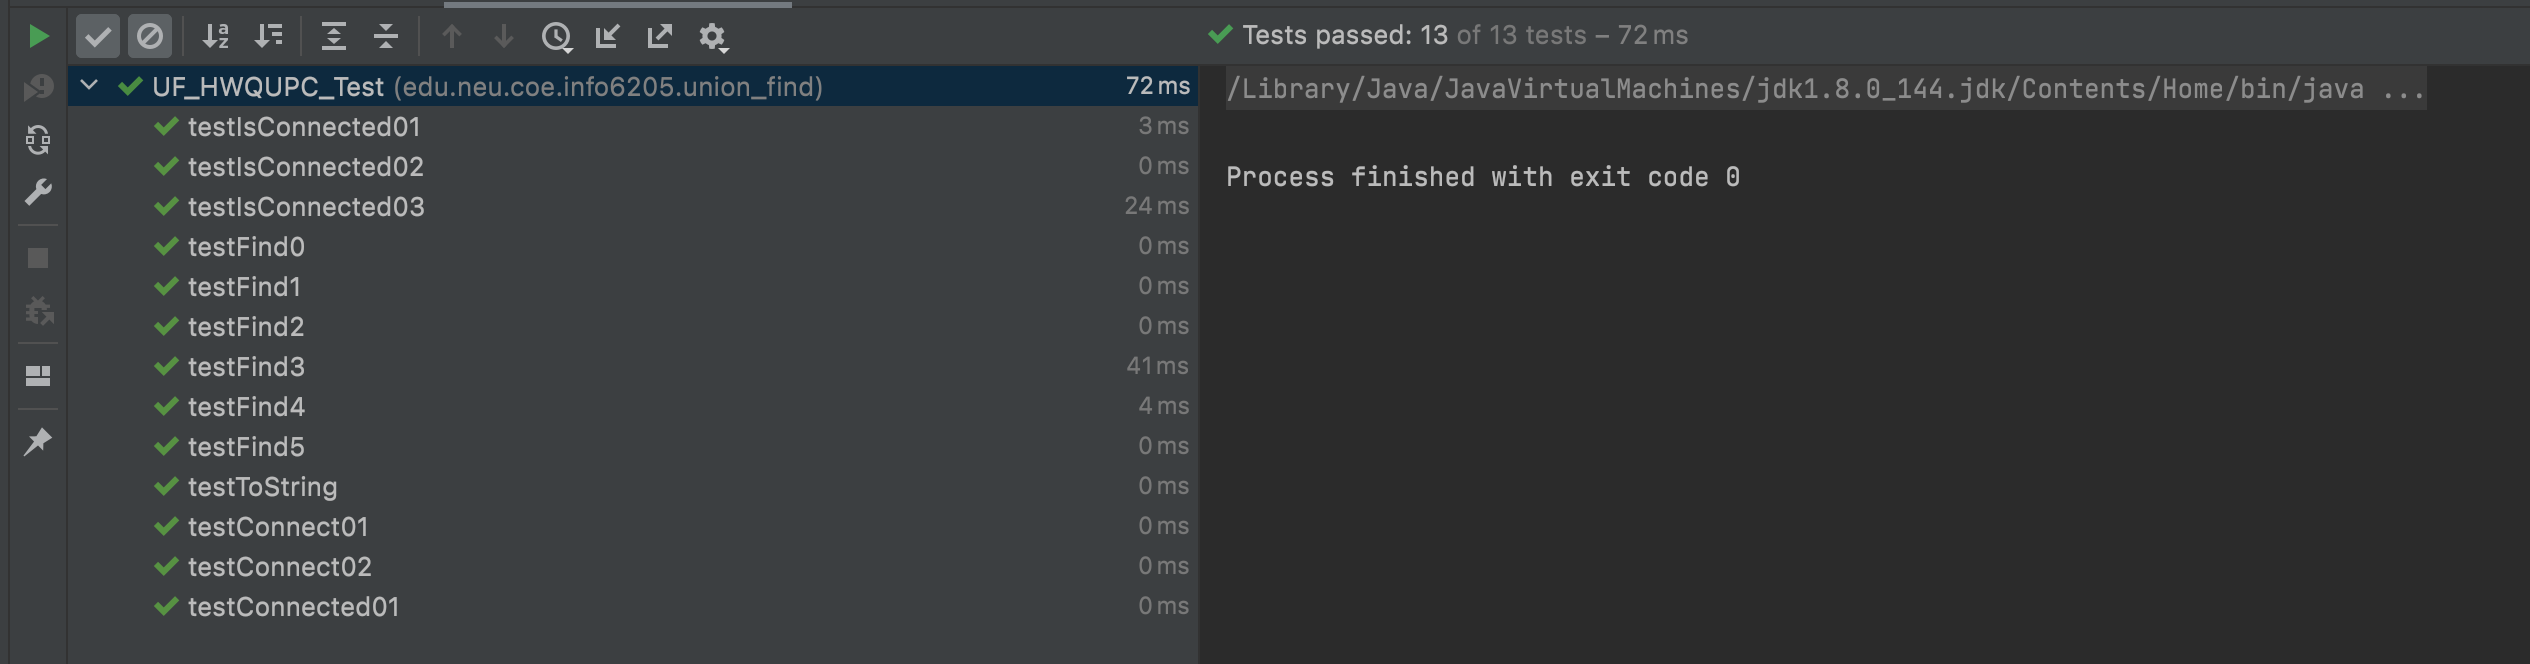 Tests passed: 13 of 13 tests – 72 ms
UF_HWQUPC_Test (edu.neu.coe.info6205.union_find) 72 ms
testIsConnected01 3 ms
testIsConnected02 0 ms
testIsConnected03 24 ms
testFind0 0 ms
testFind1 0 ms
testFind2 0 ms
testFind3 41 ms
testFind4 4 ms
testFind5 0 ms
testToString 0 ms
testConnect01 0 ms
testConnect02 0 ms
testConnected01 0 ms
/Library/Java/JavaVirtualMachines/jdk1.8.0_144.jdk/Contents/Home/bin/java ...
Process finished with exit code 0